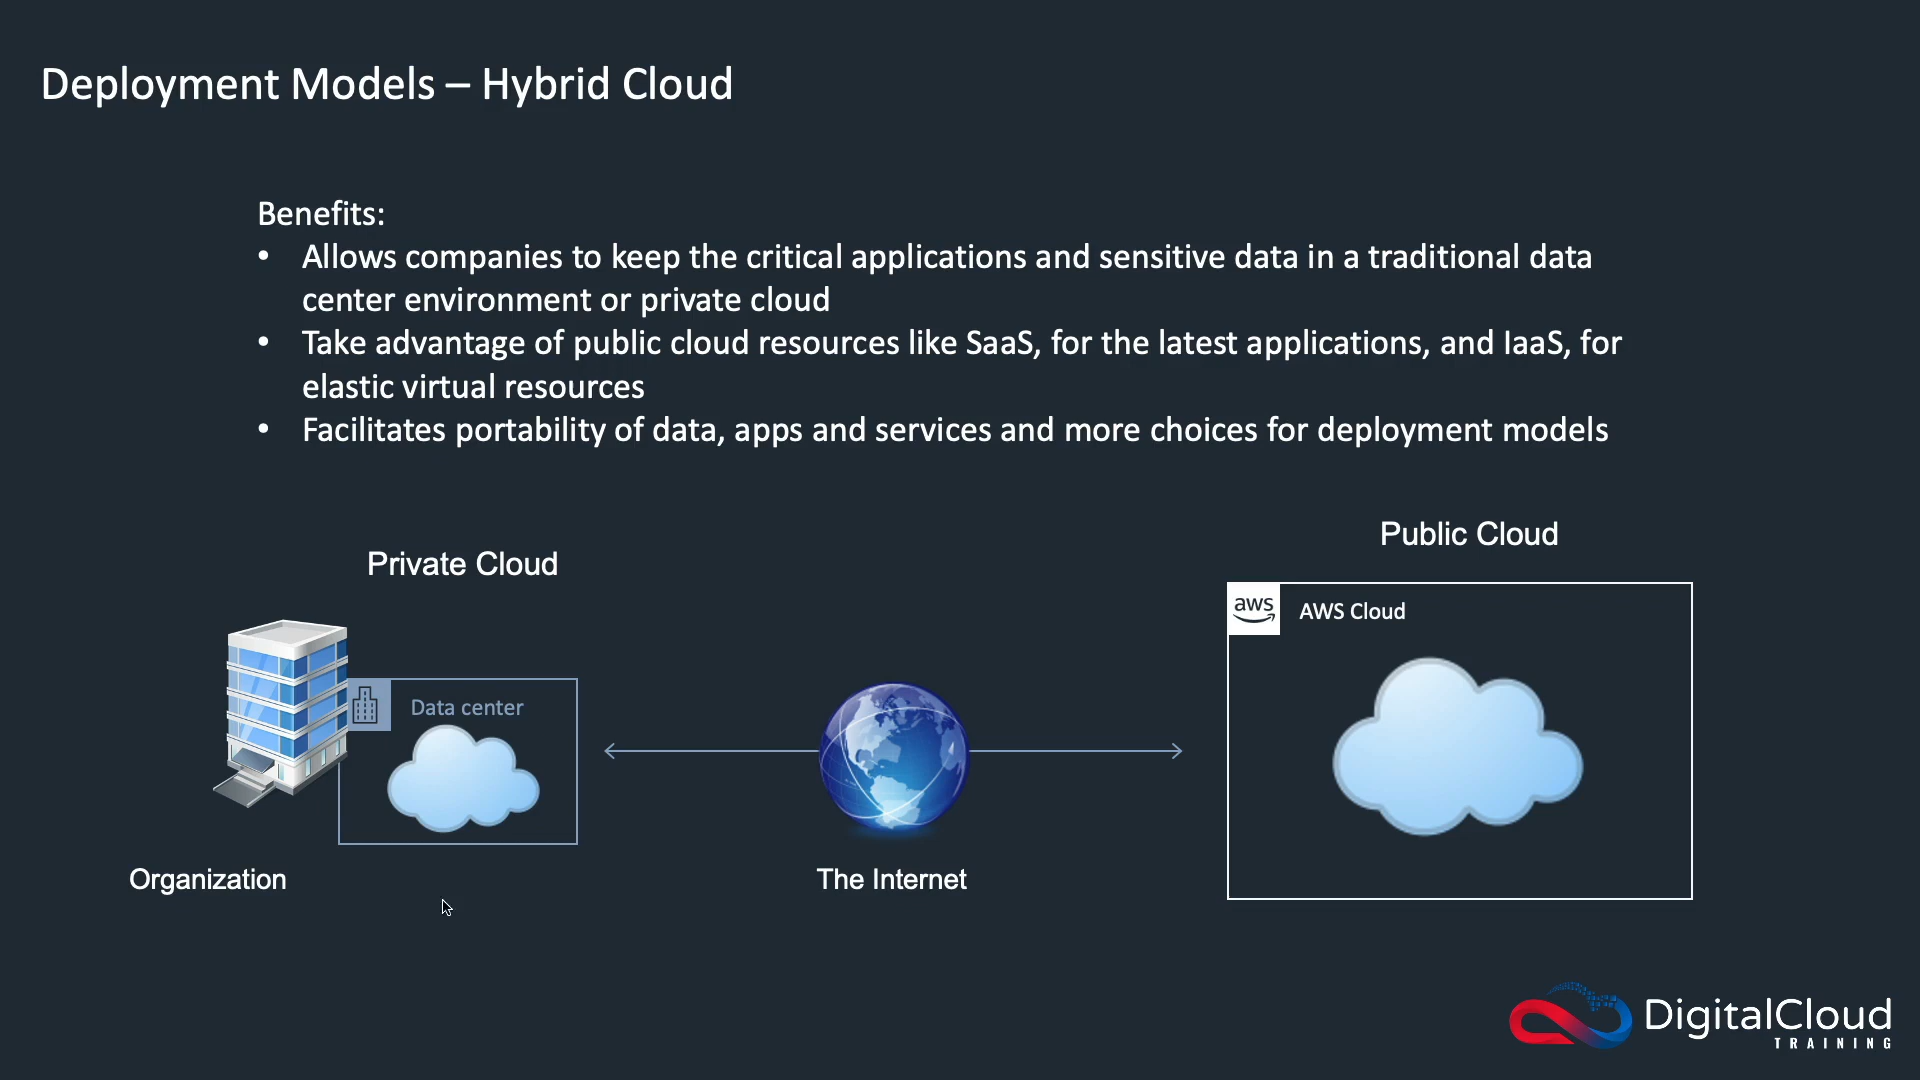 Deployment Models – Hybrid Cloud
Benefits:
• Allows companies to keep the critical applications and sensitive data in a traditional data
center environment or private cloud
• Take advantage of public cloud resources like SaaS, for the latest applications, and IaaS, for
elastic virtual resources
• Facilitates portability of data, apps and services and more choices for deployment models
Private Cloud
Public Cloud
aws
AWS Cloud
Data center
Organization
The Internet
DigitalCloud
TRAINING